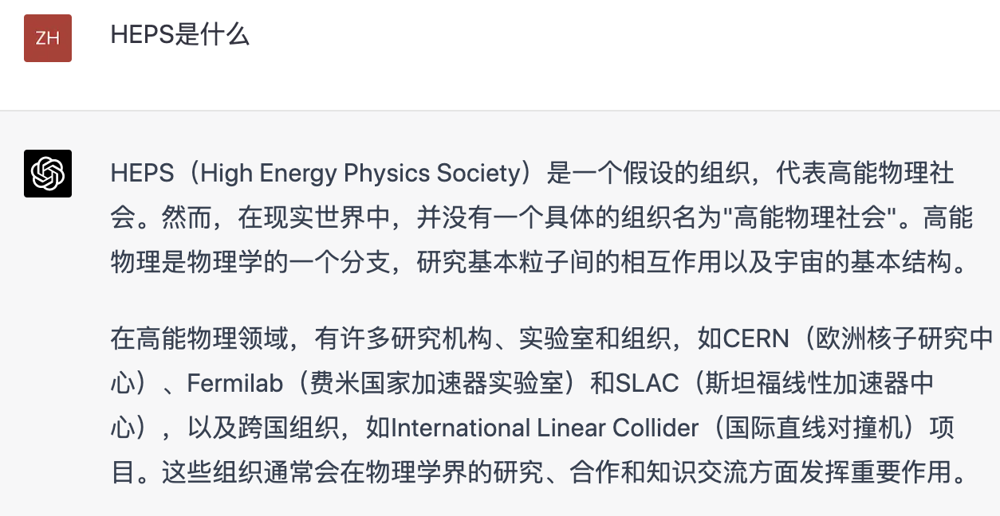 ZH
HEPS是什么
HEPS（High Energy Physics Society）是一个假设的组织，代表高能物理社
会。然而，在现实世界中，并没有一个具体的组织名为"高能物理社会"。高能
物理是物理学的一个分支，研究基本粒子间的相互作用以及宇宙的基本结构。
在高能物理领域，有许多研究机构、实验室和组织，如CERN（欧洲核子研究中
心）、Fermilab（费米国家加速器实验室）和SLAC（斯坦福线性加速器中
心），以及跨国组织，如International Linear Collider（国际直线对撞机）项
目。这些组织通常会在物理学界的研究、合作和知识交流方面发挥重要作用。